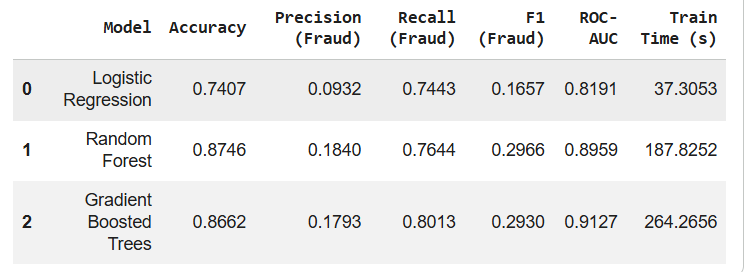 Model Accuracy Precision (Fraud) Recall (Fraud) F1 (Fraud) ROC-AUC Train Time (s)
0 Logistic Regression 0.7407 0.0932 0.7443 0.1657 0.8191 37.3053
1 Random Forest 0.8746 0.1840 0.7644 0.2966 0.8959 187.8252
2 Gradient Boosted Trees 0.8662 0.1793 0.8013 0.2930 0.9127 264.2656